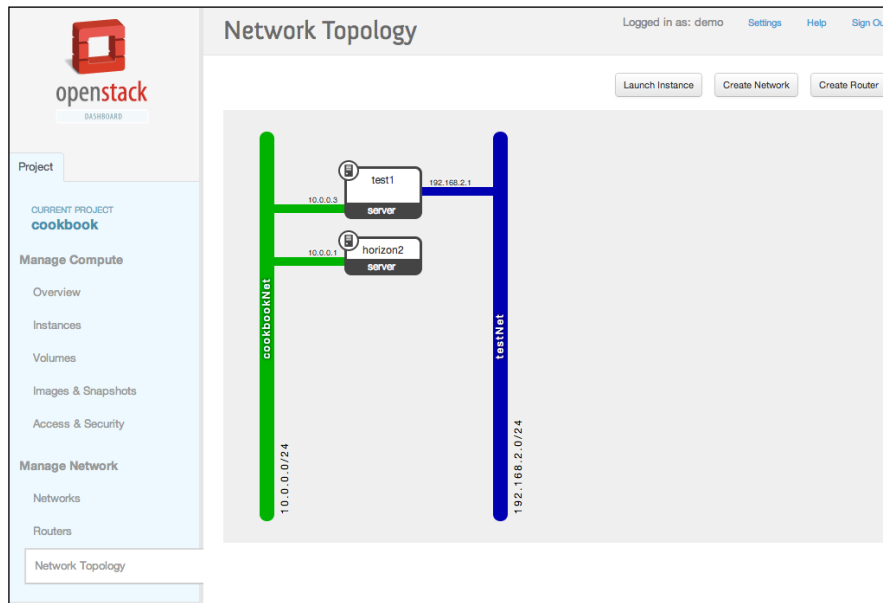 openstack
DASHBOARD
Project
CURRENT PROJECT
cookbook
Manage Compute
Overview
Instances
Volumes
Images & Snapshots
Access & Security
Manage Network
Networks
Routers
Network Topology
Network Topology
Logged in as: demo
Settings
Help
Sign Ou
Launch Instance
Create Network
Create Router
cookbookNet
10.0.0.0/24
10.0.0.3
test1
server
192.168.2.1
10.0.0.1
horizon2
server
testNet
192.168.2.0/24